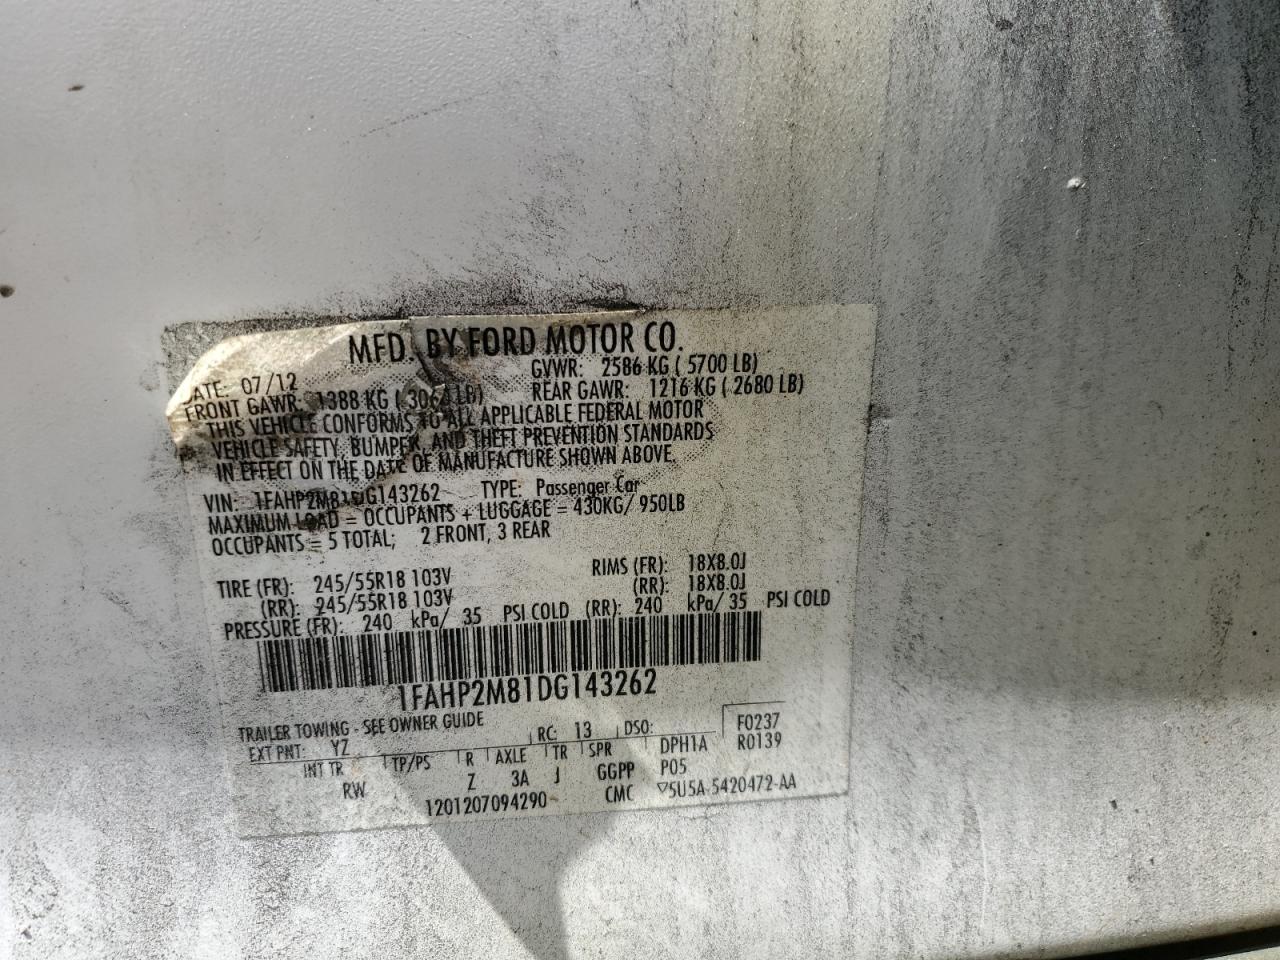 MFD. BY FORD MOTOR CO.
DATE: 07/12 GVWR: 2586 KG ( 5700 LB)
FRONT GAWR: 1388 KG ( 3060 LB) REAR GAWR: 1216 KG ( 2680 LB)
THIS VEHICLE CONFORMS TO ALL APPLICABLE FEDERAL MOTOR
VEHICLE SAFETY, BUMPER, AND THEFT PREVENTION STANDARDS
IN EFFECT ON THE DATE OF MANUFACTURE SHOWN ABOVE.
VIN: 1FAHP2M81DG143262 TYPE: Passenger Car
MAXIMUM LOAD = OCCUPANTS + LUGGAGE = 430KG/ 950LB
OCCUPANTS = 5 TOTAL; 2 FRONT, 3 REAR
TIRE (FR): 245/55R18 103V RIMS (FR): 18X8.0J
(RR): 245/55R18 103V (RR): 18X8.0J
PRESSURE (FR): 240 kPa/ 35 PSI COLD (RR): 240 kPa/ 35 PSI COLD
1FAHP2M81DG143262
TRAILER TOWING - SEE OWNER GUIDE
EXT PNT: YZ RC: 13 DSO: F0237
INT TR TP/PS R AXLE TR SPR DPH1A R0139
RW Z 3A J GGPP P05
1201207094290 CMC ▽5U5A-5420472-AA